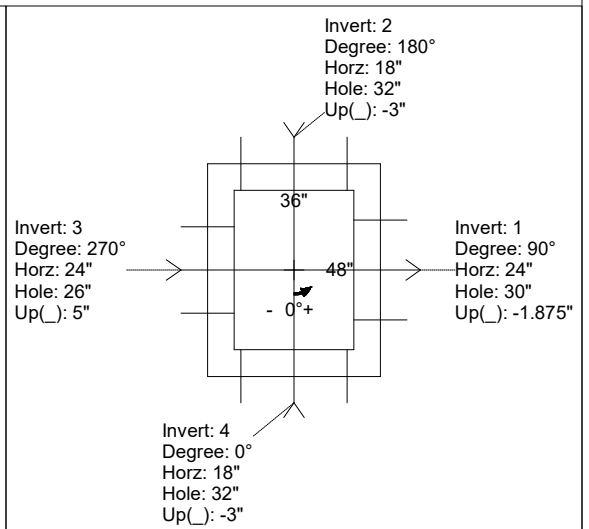 Invert: 2
Degree: 180°
Horz: 18"
Hole: 32"
Up(_): -3"
36"
Invert: 3
Degree: 270°
Horz: 24"
Hole: 26"
Up(_): 5"
48"
- 0°+
Invert: 1
Degree: 90°
Horz: 24"
Hole: 30"
Up(_): -1.875"
Invert: 4
Degree: 0°
Horz: 18"
Hole: 32"
Up(_): -3"